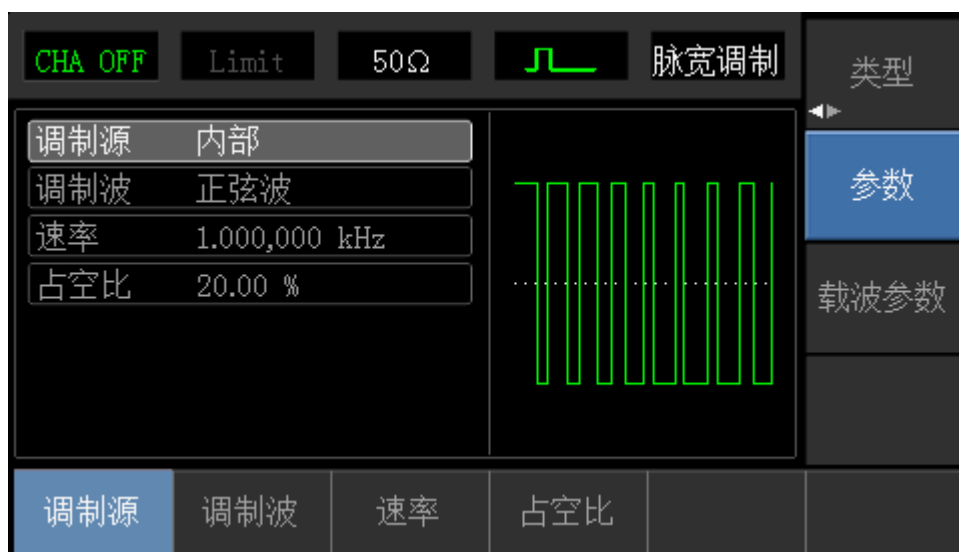 CHA OFF Limit 50Ω 脉宽调制 类型
调制源 内部
调制波 正弦波
速率 1.000,000 kHz
占空比 20.00 %
参数
载波参数
调制源 调制波 速率 占空比